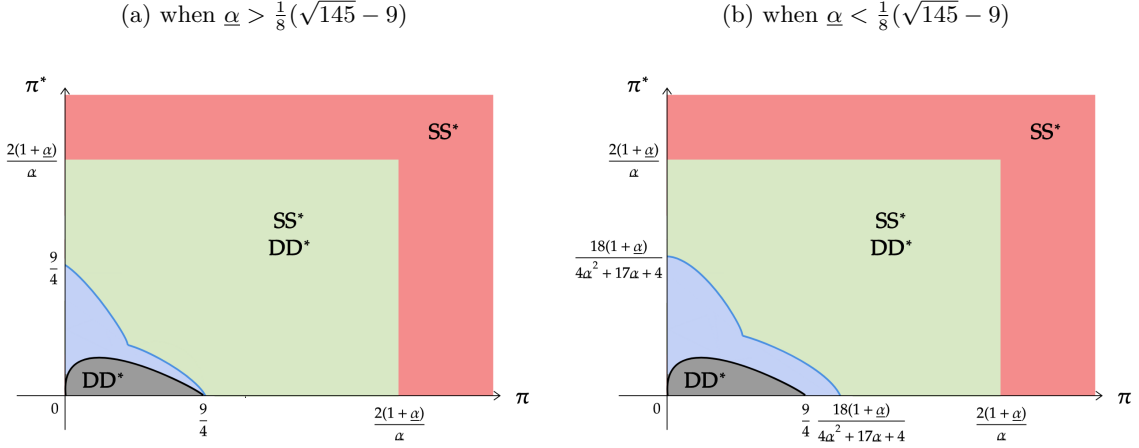 (a) when α̲ > 1/8(√145 − 9)
π*
SS*
2(1 + α̲)/α
SS*
DD*
9/4
DD*
0
9/4
2(1 + α̲)/α
π
(b) when α̲ < 1/8(√145 − 9)
π*
SS*
2(1 + α̲)/α
SS*
DD*
18(1 + α̲)/4α² + 17α + 4
DD*
0
9/4
18(1 + α̲)/4α² + 17α + 4
2(1 + α̲)/α
π